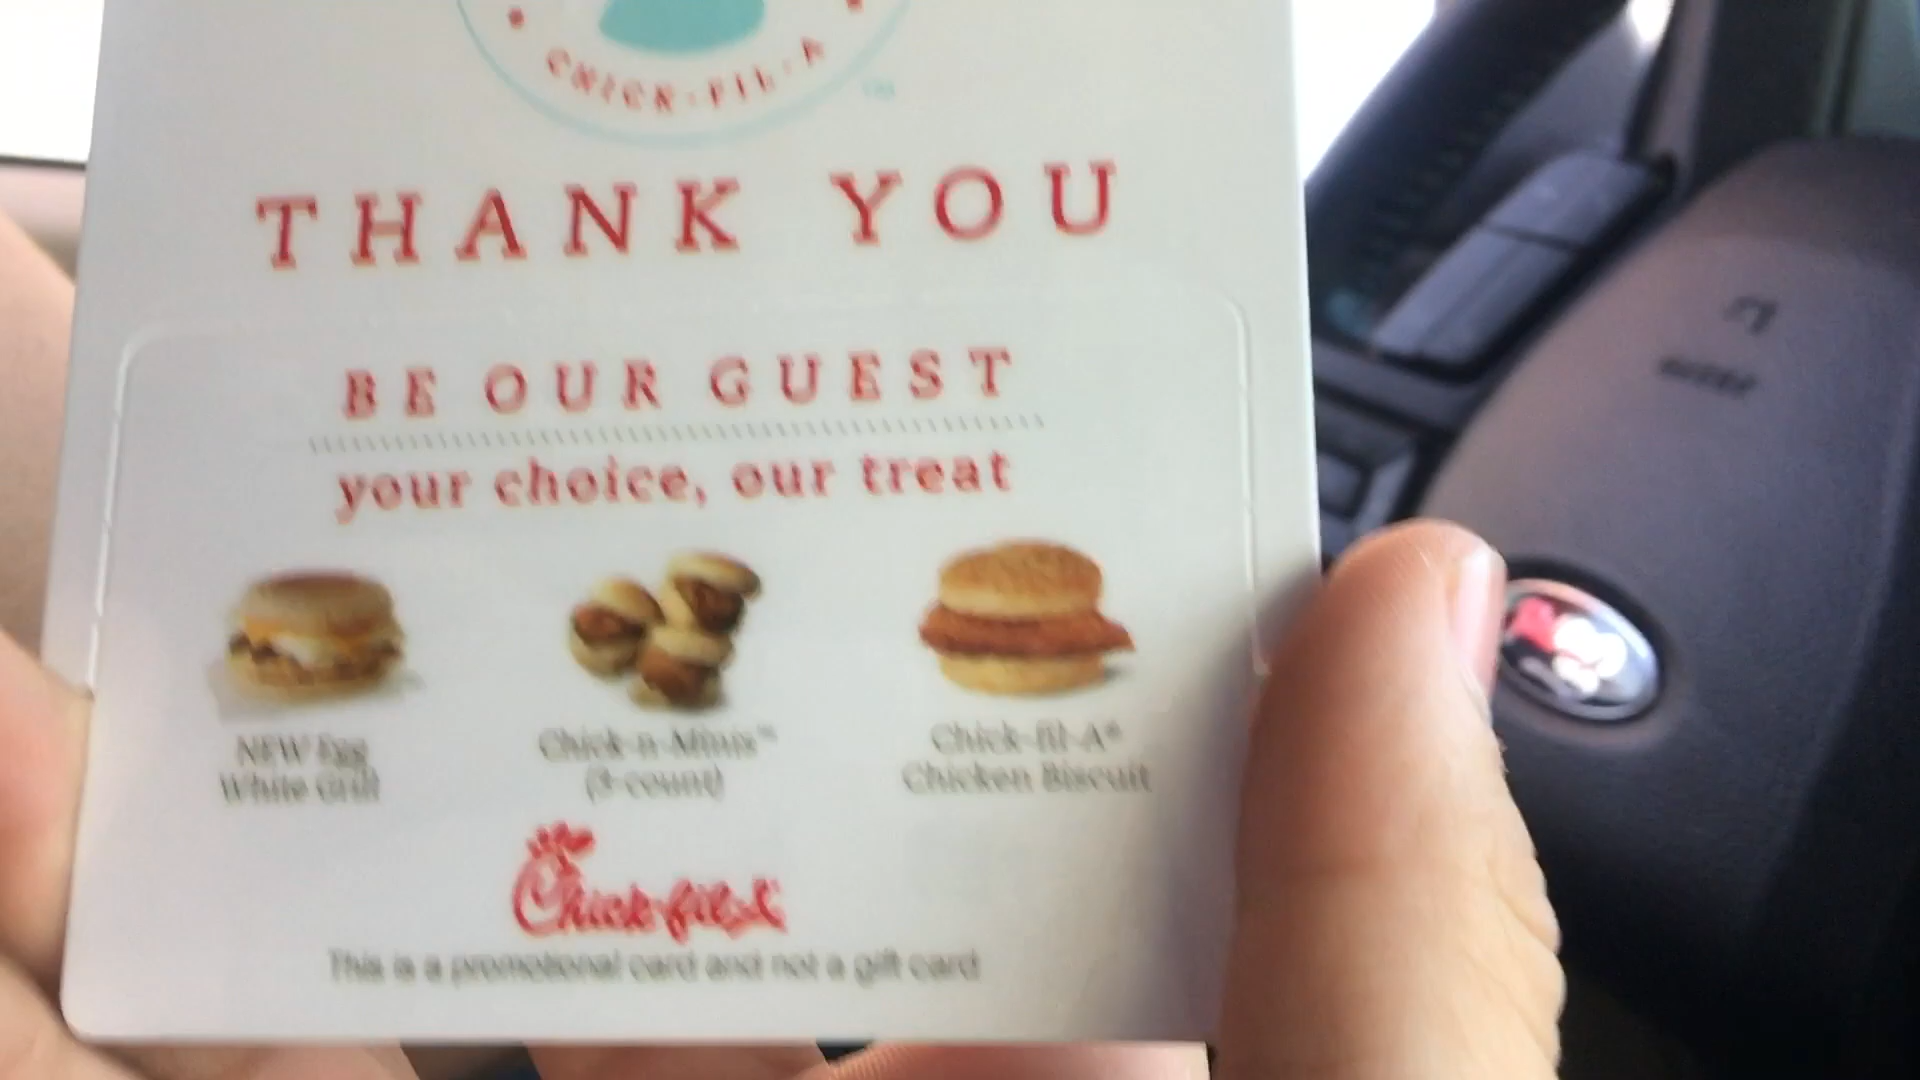 CHICK-FIL-A
TM
THANK YOU
BE OUR GUEST
your choice, our treat
NEW Egg
White Grill
Chick-n-Minis™
(3-count)
Chick-fil-A®
Chicken Biscuit
Chick-fil-A
This is a promotional card and not a gift card